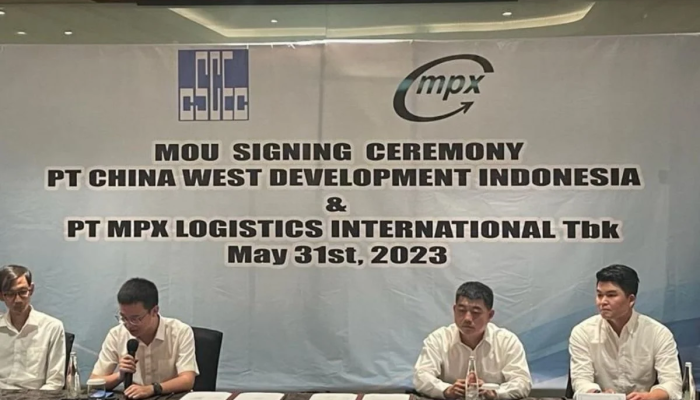 CSCEC
mpx
MOU SIGNING CEREMONY
PT CHINA WEST DEVELOPMENT INDONESIA
&
PT MPX LOGISTICS INTERNATIONAL Tbk
May 31st, 2023